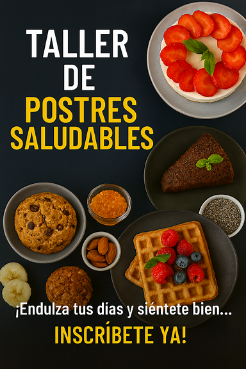 TALLER
DE
POSTRES
SALUDABLES
¡Endulza tus días y siéntete bien...
INSCRÍBETE YA!